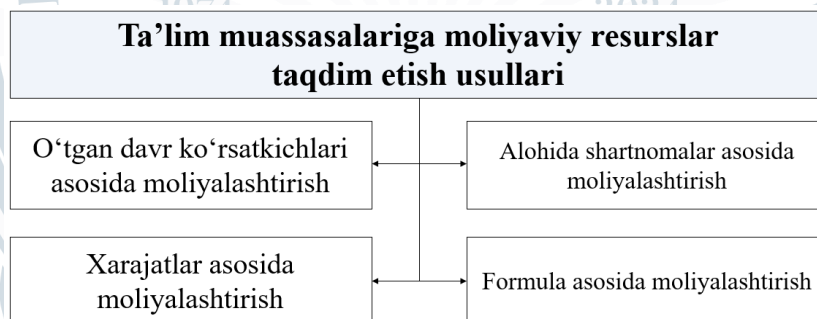 Ta’lim muassasalariga moliyaviy resurslar
taqdim etish usullari
O‘tgan davr ko‘rsatkichlari
asosida moliyalashtirish
Alohida shartnomalar asosida
moliyalashtirish
Xarajatlar asosida
moliyalashtirish
Formula asosida moliyalashtirish